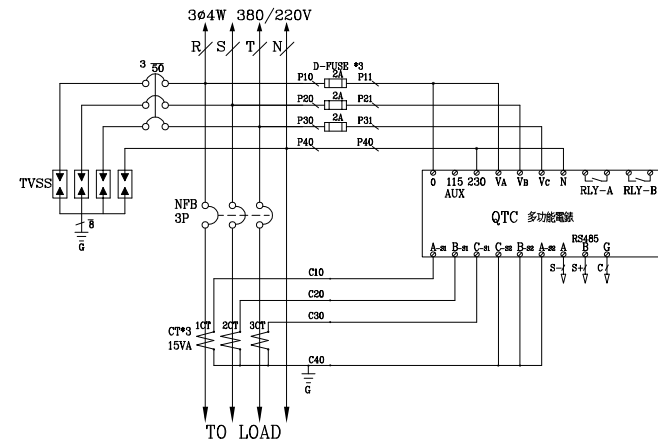 3ø4W 380/220V
R S T N
3 50
D-FUSE *3
P10 2A P11
P20 2A P21
P30 2A P31
P40 P40
TVSS
8
G
NFB
3P
0 115 230 VA VB VC N
AUX
RLY-A RLY-B
QTC 多功能電錶
RS485
A-S1 B-S1 C-S1 C-S2 B-S2 A-S2 A B G
S- S+ C
C10
C20
C30
CT*3 1CT 2CT 3CT
15VA
C40
G
TO LOAD